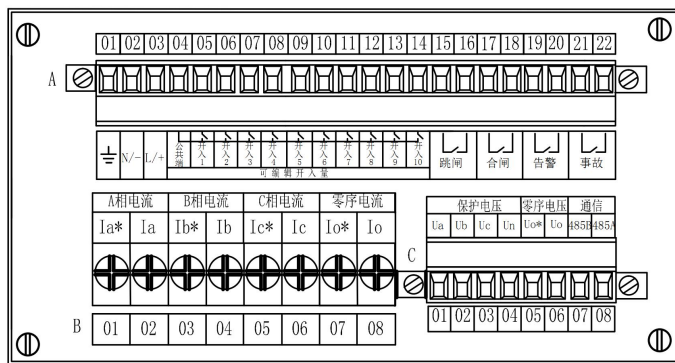 01 02 03 04 05 06 07 08 09 10 11 12 13 14 15 16 17 18 19 20 21 22
A
N/- L/+ 公共端 开入1 开入2 开入3 开入4 开入5 开入6 开入7 开入8 开入9 开入10 跳闸 合闸 告警 事故
可编辑开入量
A相电流 B相电流 C相电流 零序电流
Ia* Ia Ib* Ib Ic* Ic Io* Io
B
01 02 03 04 05 06 07 08
保护电压 零序电压 通信
Ua Ub Uc Un Uo* Uo 485B 485A
C
01 02 03 04 05 06 07 08